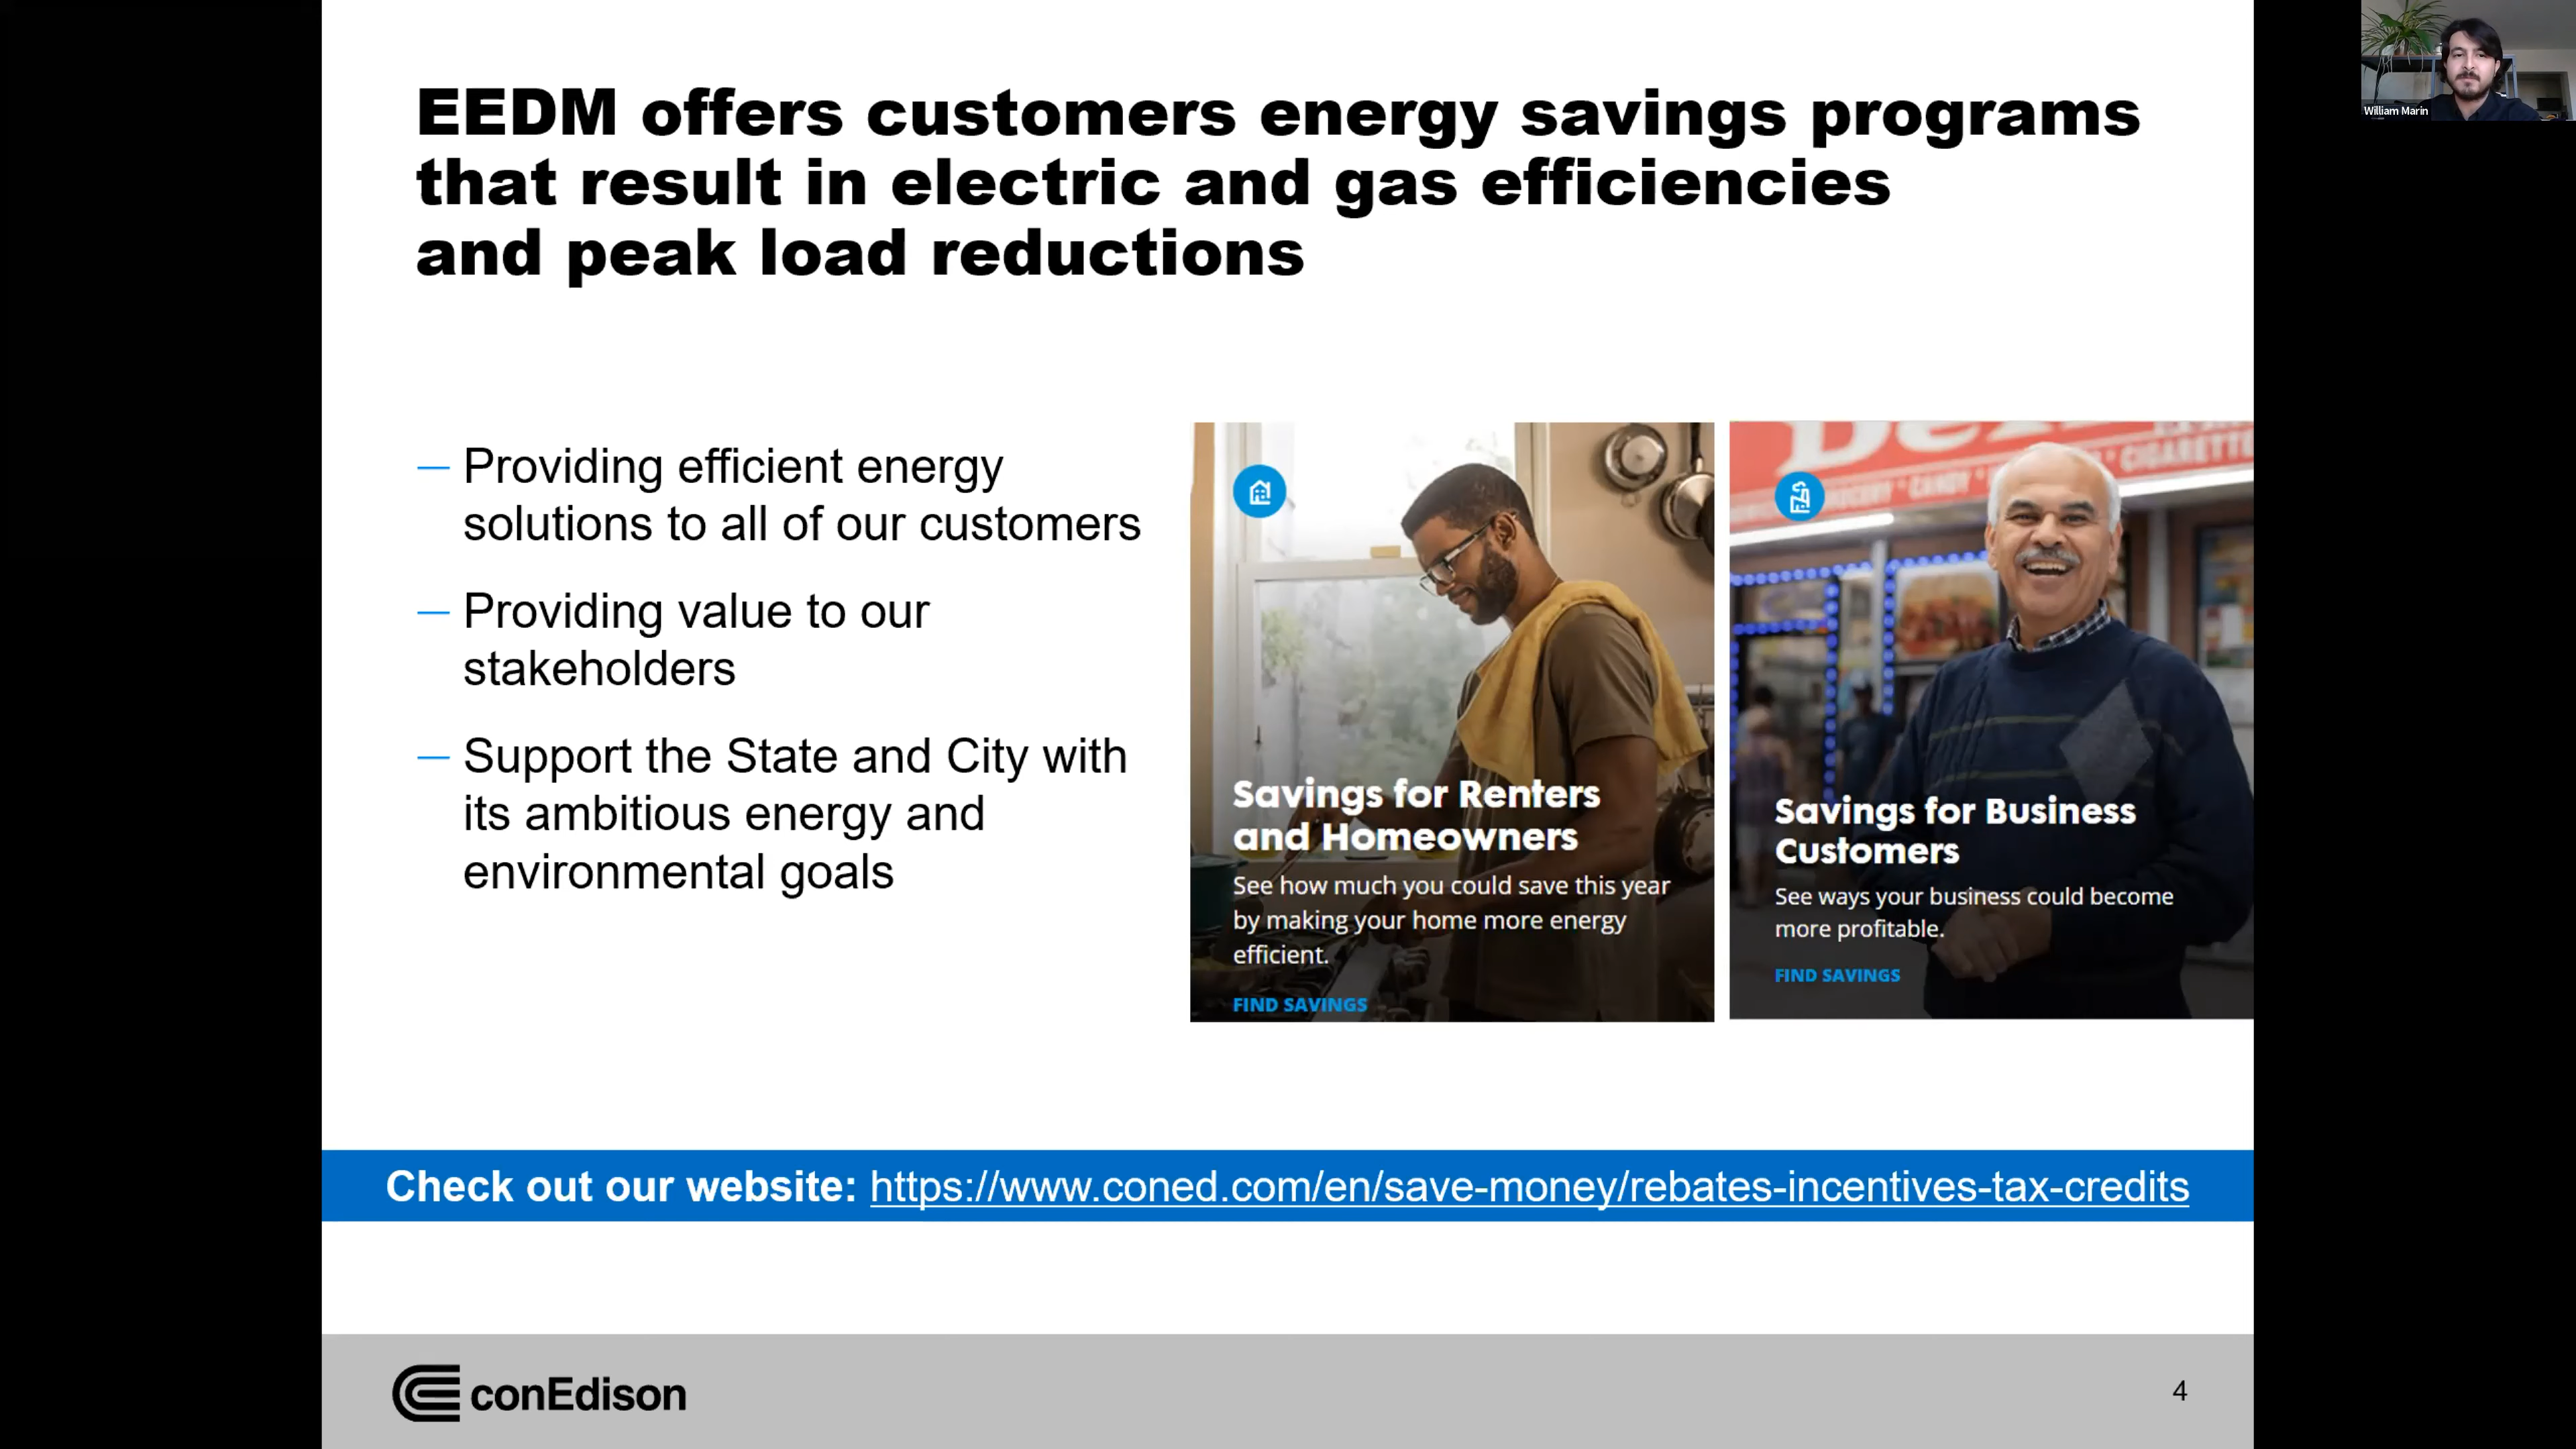 William Marin
EEDM offers customers energy savings programs
that result in electric and gas efficiencies
and peak load reductions
— Providing efficient energy
solutions to all of our customers
— Providing value to our
stakeholders
— Support the State and City with
its ambitious energy and
environmental goals
Savings for Renters
and Homeowners
See how much you could save this year
by making your home more energy
efficient.
FIND SAVINGS
CIGARETTE
CANDY
Savings for Business
Customers
See ways your business could become
more profitable.
FIND SAVINGS
Check out our website: https://www.coned.com/en/save-money/rebates-incentives-tax-credits
conEdison
4